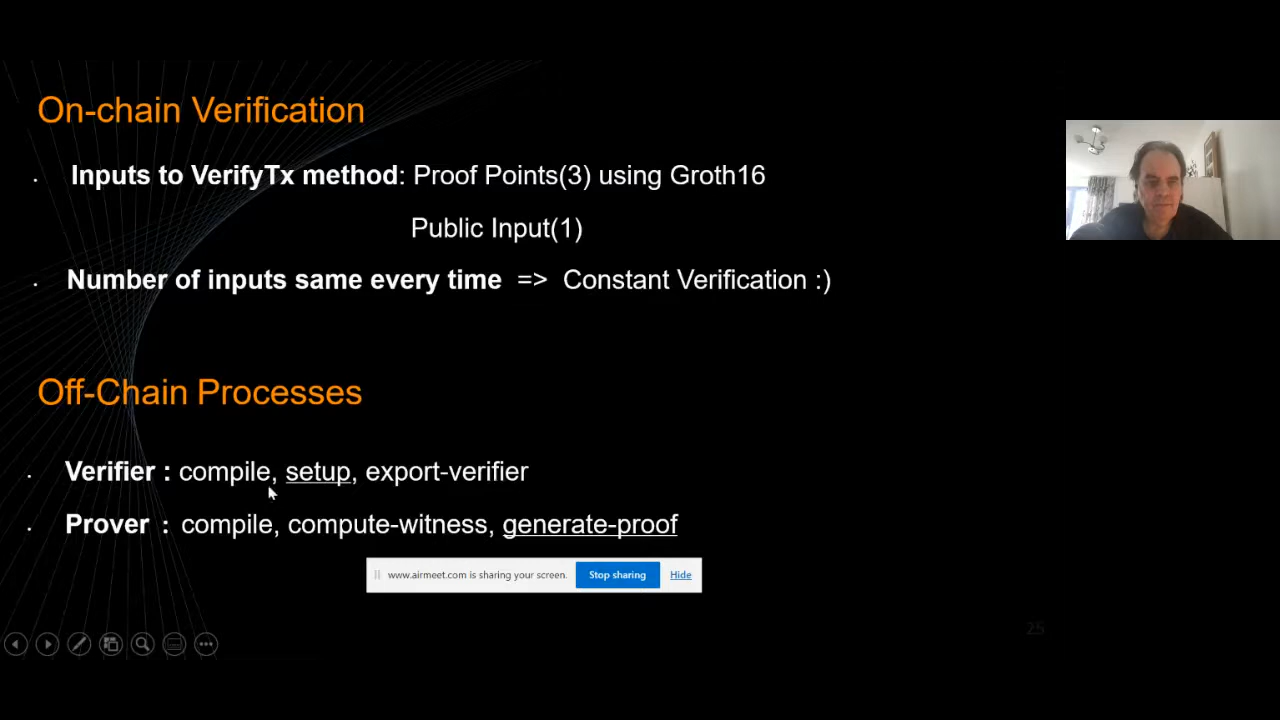 On-chain Verification
Inputs to VerifyTx method: Proof Points(3) using Groth16
Public Input(1)
Number of inputs same every time => Constant Verification :)
Off-Chain Processes
Verifier : compile, setup, export-verifier
Prover : compile, compute-witness, generate-proof
www.airmeet.com is sharing your screen. Stop sharing Hide
25